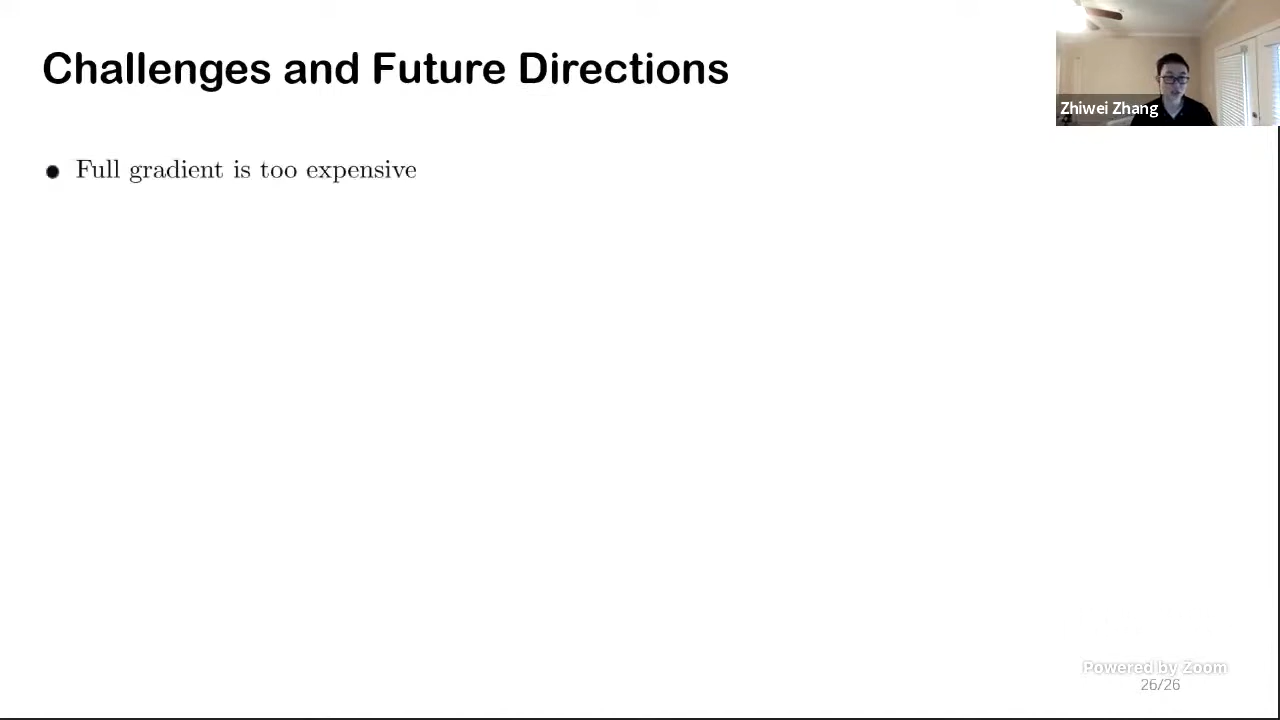 Challenges and Future Directions
Zhiwei Zhang
● Full gradient is too expensive
Powered by Zoom
26/26